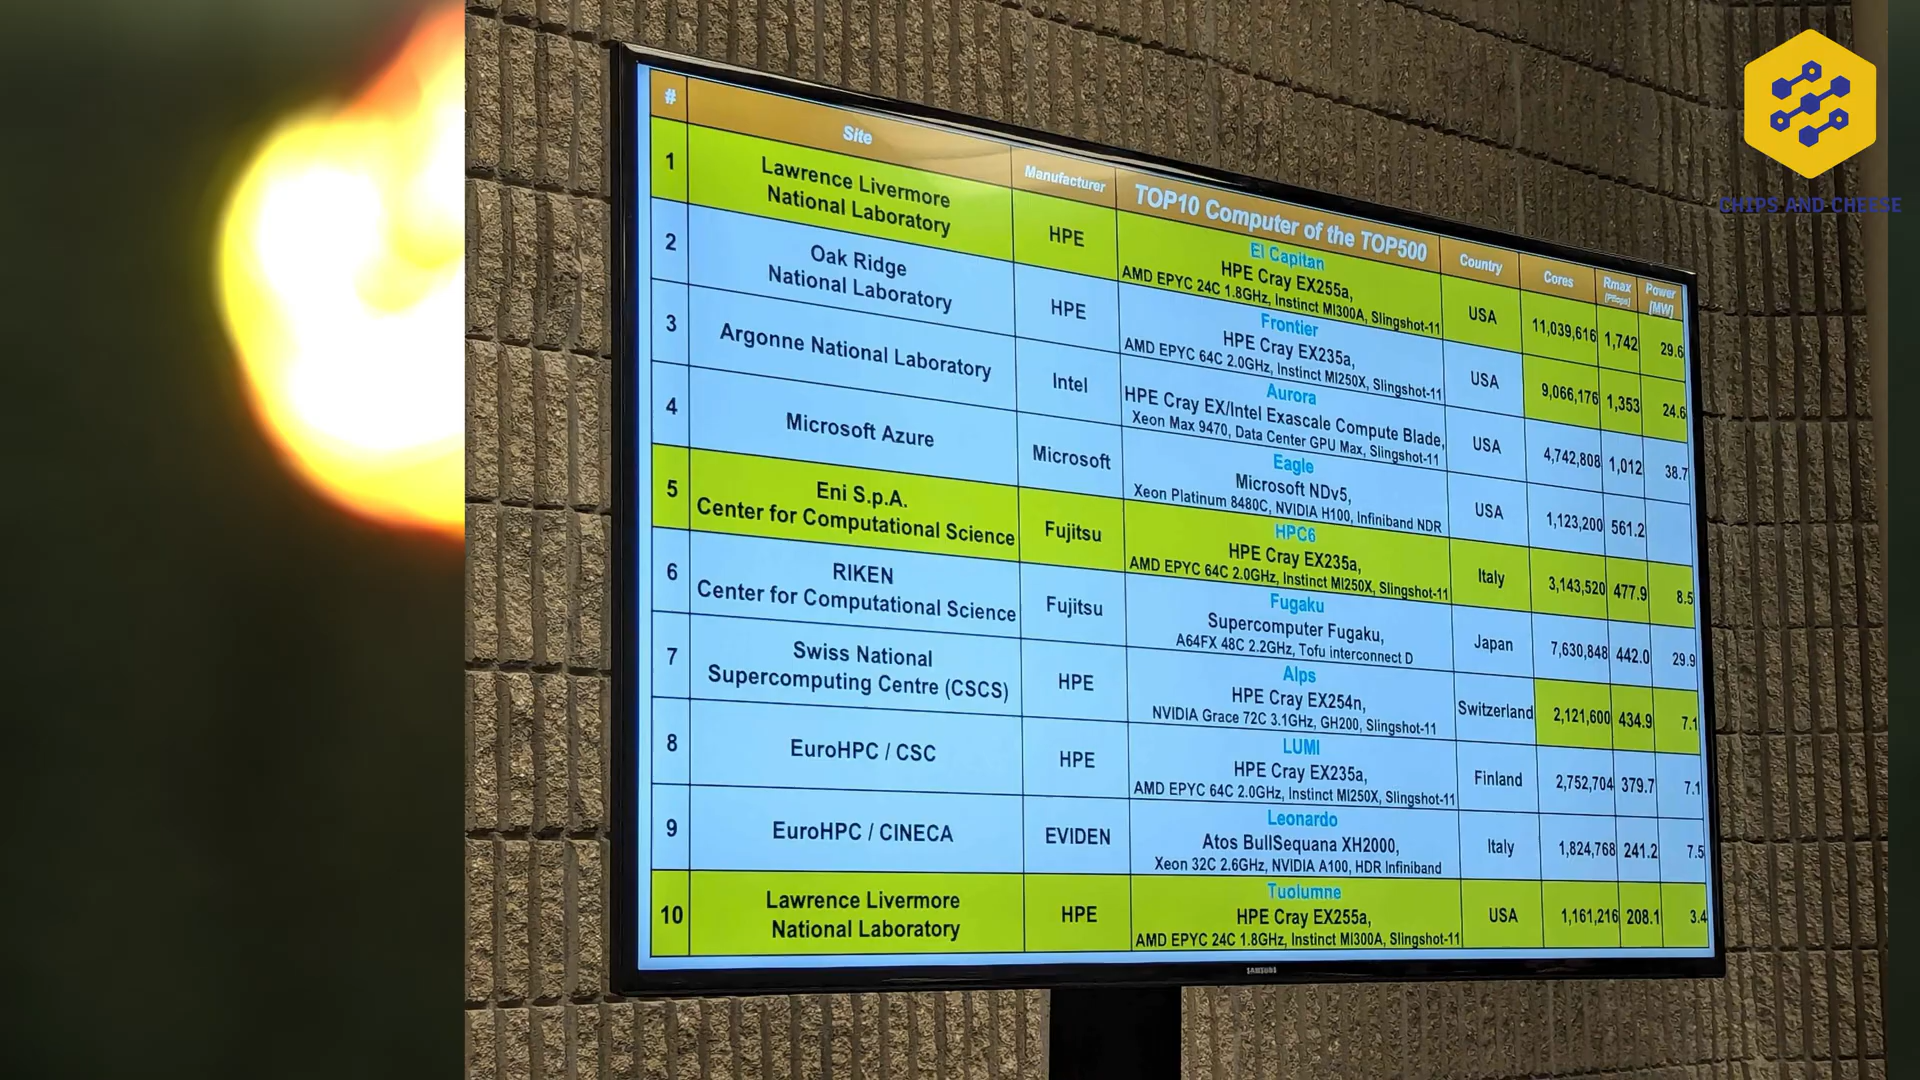 CHIPS AND CHEESE
# Site Manufacturer TOP10 Computer of the TOP500 Country Cores Rmax [Pflops] Power [MW]
1
Lawrence Livermore
National Laboratory
HPE
El Capitan
HPE Cray EX255a,
AMD EPYC 24C 1.8GHz, Instinct MI300A, Slingshot-11
USA 11,039,616 1,742 29.6
2
Oak Ridge
National Laboratory
HPE
Frontier
HPE Cray EX235a,
AMD EPYC 64C 2.0GHz, Instinct MI250X, Slingshot-11
USA 9,066,176 1,353 24.6
3
Argonne National Laboratory
Intel
Aurora
HPE Cray EX/Intel Exascale Compute Blade,
Xeon Max 9470, Data Center GPU Max, Slingshot-11
USA 4,742,808 1,012 38.7
4
Microsoft Azure
Microsoft
Eagle
Microsoft NDv5,
Xeon Platinum 8480C, NVIDIA H100, Infiniband NDR
USA 1,123,200 561.2
5
Eni S.p.A.
Center for Computational Science
Fujitsu
HPC6
HPE Cray EX235a,
AMD EPYC 64C 2.0GHz, Instinct MI250X, Slingshot-11
Italy 3,143,520 477.9 8.5
6
RIKEN
Center for Computational Science
Fujitsu
Fugaku
Supercomputer Fugaku,
A64FX 48C 2.2GHz, Tofu interconnect D
Japan 7,630,848 442.0 29.9
7
Swiss National
Supercomputing Centre (CSCS)
HPE
Alps
HPE Cray EX254n,
NVIDIA Grace 72C 3.1GHz, GH200, Slingshot-11
Switzerland 2,121,600 434.9 7.1
8
EuroHPC / CSC
HPE
LUMI
HPE Cray EX235a,
AMD EPYC 64C 2.0GHz, Instinct MI250X, Slingshot-11
Finland 2,752,704 379.7 7.1
9
EuroHPC / CINECA
EVIDEN
Leonardo
Atos BullSequana XH2000,
Xeon 32C 2.6GHz, NVIDIA A100, HDR Infiniband
Italy 1,824,768 241.2 7.5
10
Lawrence Livermore
National Laboratory
HPE
Tuolumne
HPE Cray EX255a,
AMD EPYC 24C 1.8GHz, Instinct MI300A, Slingshot-11
USA 1,161,216 208.1 3.4
SAMSUNG